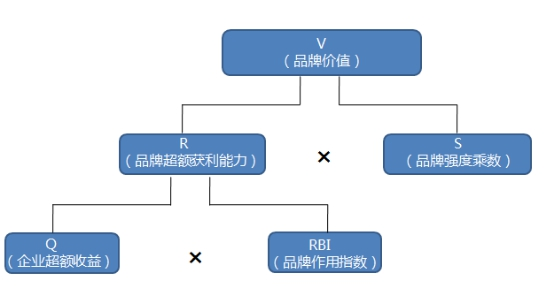 V
（品牌价值）
R
（品牌超额获利能力）
×
S
（品牌强度乘数）
Q
（企业超额收益）
×
RBI
（品牌作用指数）